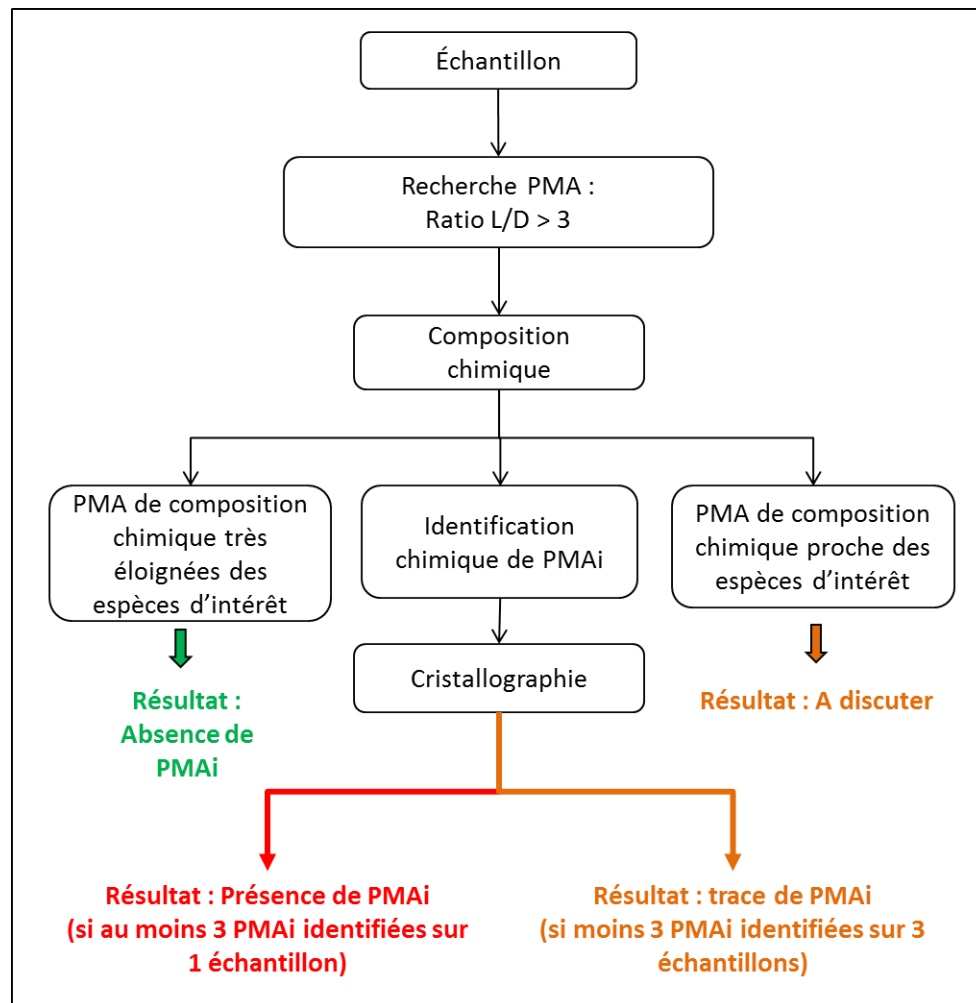 Échantillon
Recherche PMA :
Ratio L/D > 3
Composition
chimique
PMA de composition
chimique très
éloignées des
espèces d’intérêt
Identification
chimique de PMAi
PMA de composition
chimique proche des
espèces d’intérêt
Cristallographie
Résultat :
Absence de
PMAi
Résultat : A discuter
Résultat : Présence de PMAi
(si au moins 3 PMAi identifiées sur
1 échantillon)
Résultat : trace de PMAi
(si moins 3 PMAi identifiées sur 3
échantillons)